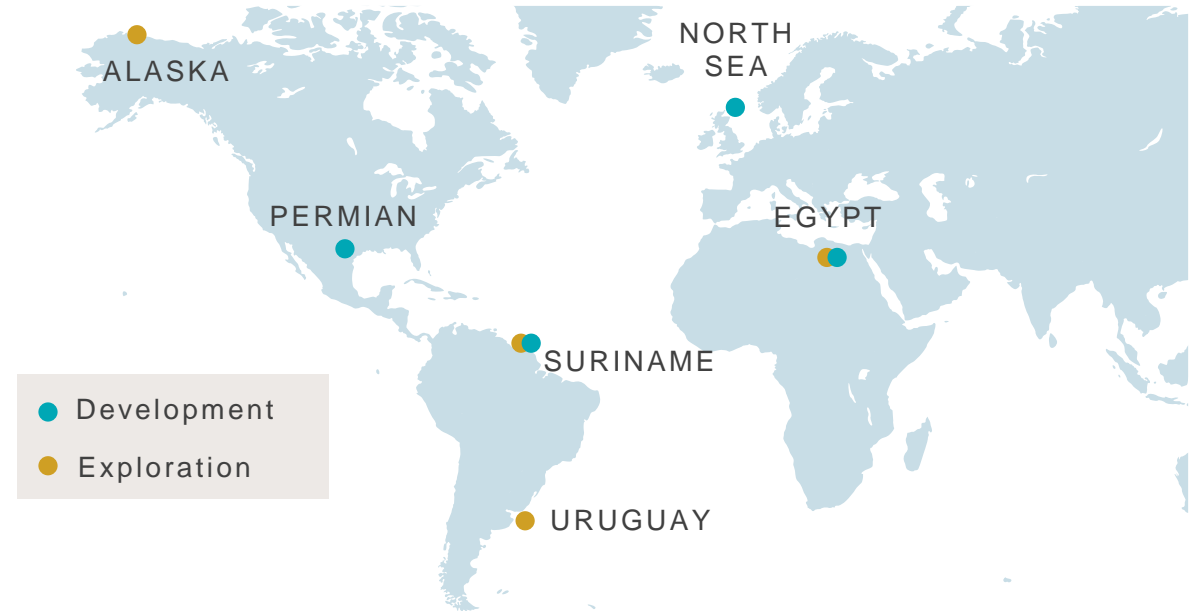 NORTH
SEA
ALASKA
PERMIAN
EGYPT
SURINAME
Development
Exploration
URUGUAY